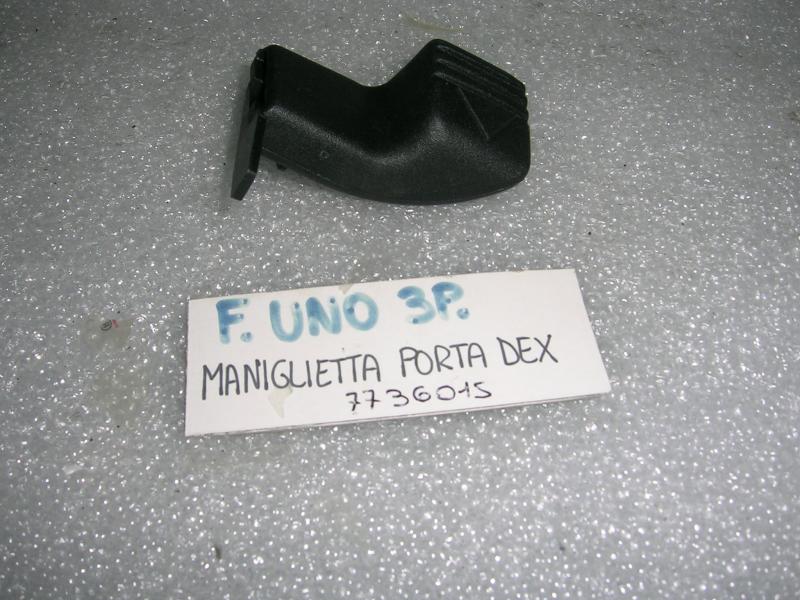 F. UNO 3P.
MANIGLIETTA PORTA DEX
7736015